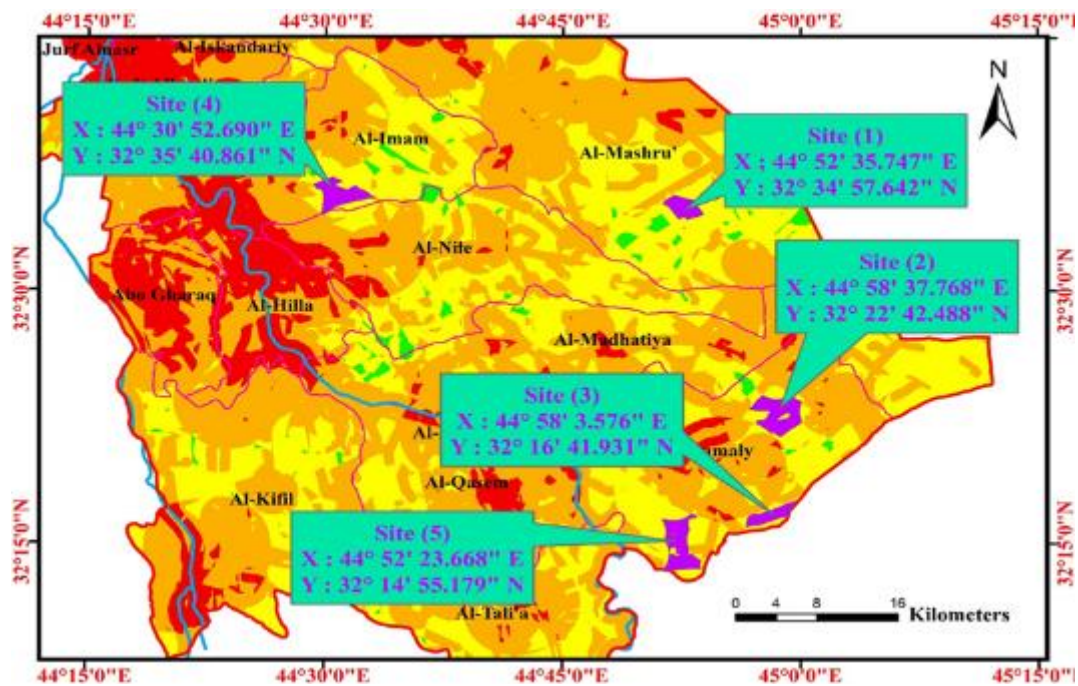 44°15'0"E 44°30'0"E 44°45'0"E 45°0'0"E 45°15'0"E
Al-Iskandariy
N
Site (4)
X : 44° 30' 52.690" E
Y : 32° 35' 40.861" N
Al-Imam
Al-Mashru'
Site (1)
X ; 44° 52' 35.747" E
Y : 32° 34' 57.642" N
Al-Nile
Site (2)
X : 44° 58' 37.768" E
Y : 32° 22' 42.488" N
32°30'0"N 32°30'0"N
Abo Gharaq
Al-Hilla
Al-Madhatiya
Site (3)
X : 44° 58' 3.576" E
Y : 32° 16' 41.931" N
Al-Qasem
Al-Kifil
Site (5)
X : 44° 52' 23.668" E
Y : 32° 14' 55.179" N
32°15'0"N 32°15'0"N
Al-Tali'a
0 4 8 16
Kilometers
44°15'0"E 44°30'0"E 44°45'0"E 45°0'0"E 45°15'0"E